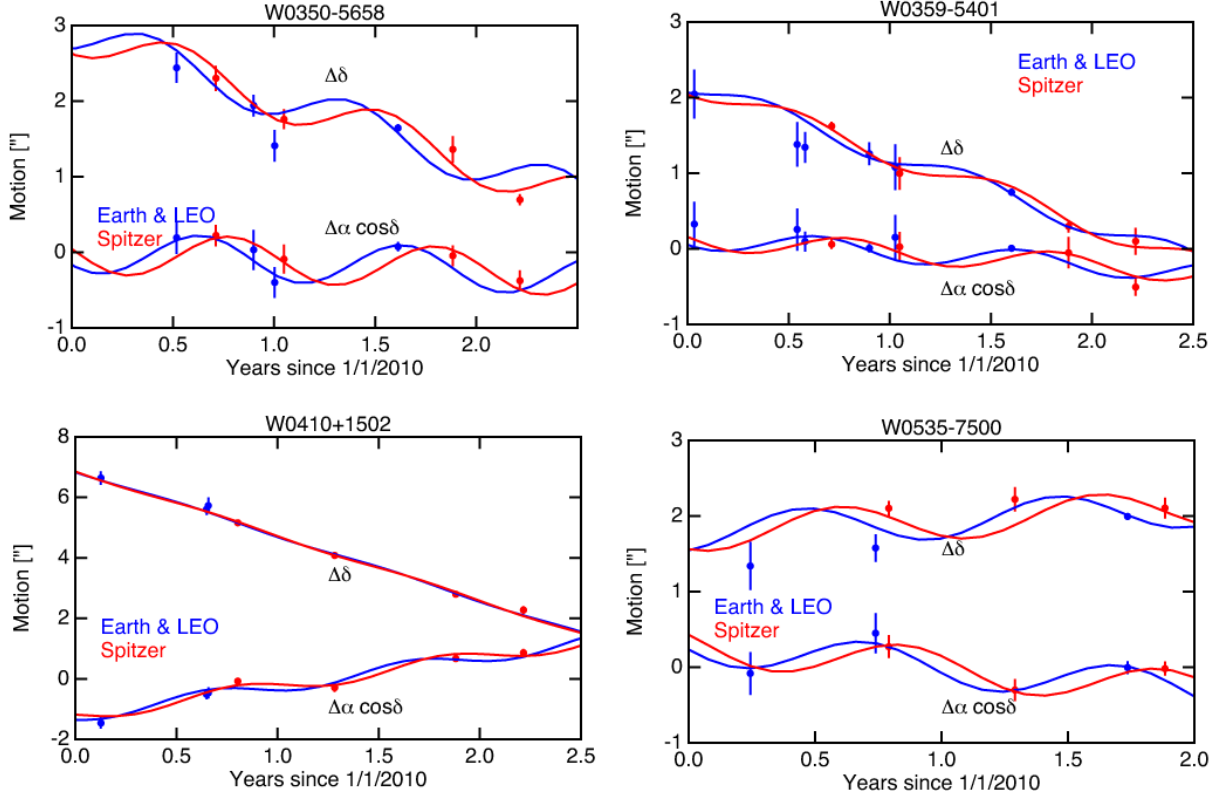 W0350-5658
3
2
1
0
-1
Motion ["]
Δδ
Earth & LEO
Spitzer
Δα cosδ
0.0 0.5 1.0 1.5 2.0
Years since 1/1/2010
W0359-5401
3
2
1
0
-1
Motion ["]
Earth & LEO
Spitzer
Δδ
Δα cosδ
0.0 0.5 1.0 1.5 2.0 2.5
Years since 1/1/2010
W0410+1502
8
6
4
2
0
-2
Motion ["]
Δδ
Earth & LEO
Spitzer
Δα cosδ
0.0 0.5 1.0 1.5 2.0 2.5
Years since 1/1/2010
W0535-7500
3
2
1
0
-1
Motion ["]
Δδ
Earth & LEO
Spitzer
Δα cosδ
0.0 0.5 1.0 1.5 2.0
Years since 1/1/2010